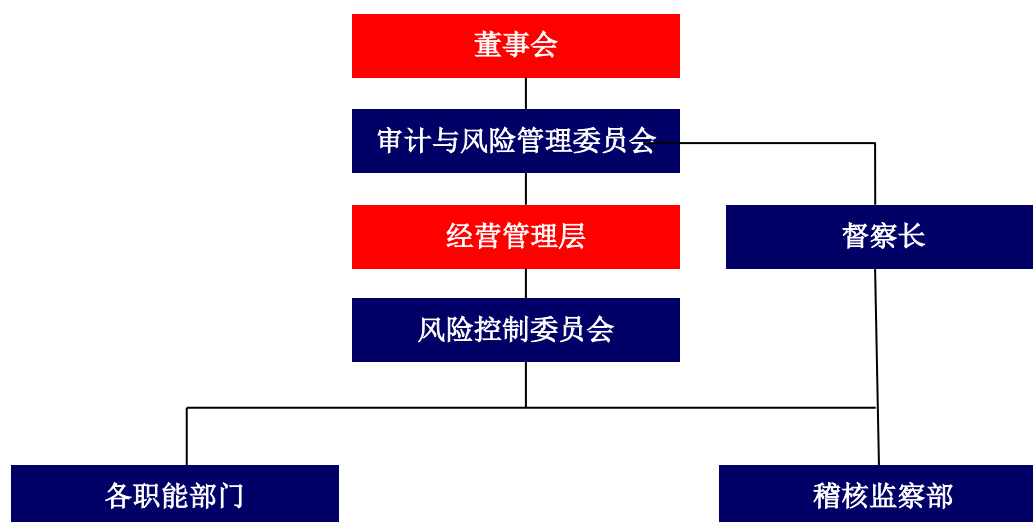 董事会
审计与风险管理委员会
经营管理层
督察长
风险控制委员会
各职能部门
稽核监察部